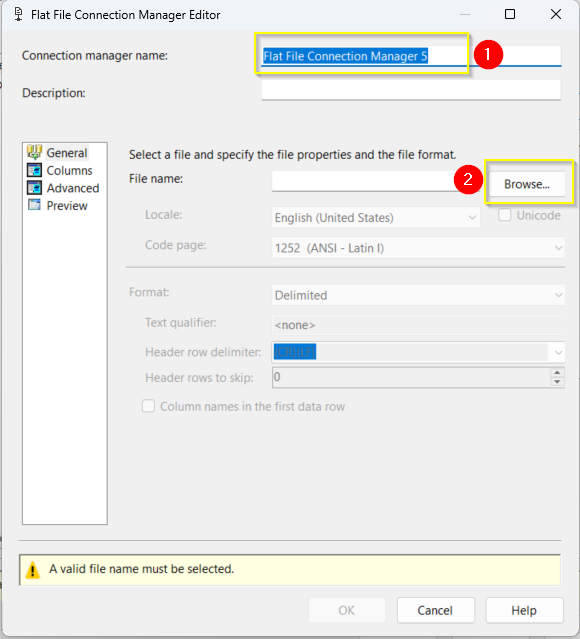 Flat File Connection Manager Editor
Connection manager name: Flat File Connection Manager 5 1
Description:
General
Columns
Advanced
Preview
Select a file and specify the file properties and the file format.
File name: 2 Browse...
Locale: English (United States) Unicode
Code page: 1252 (ANSI - Latin I)
Format: Delimited
Text qualifier: <none>
Header row delimiter: {CR}{LF}
Header rows to skip: 0
Column names in the first data row
A valid file name must be selected.
OK Cancel Help